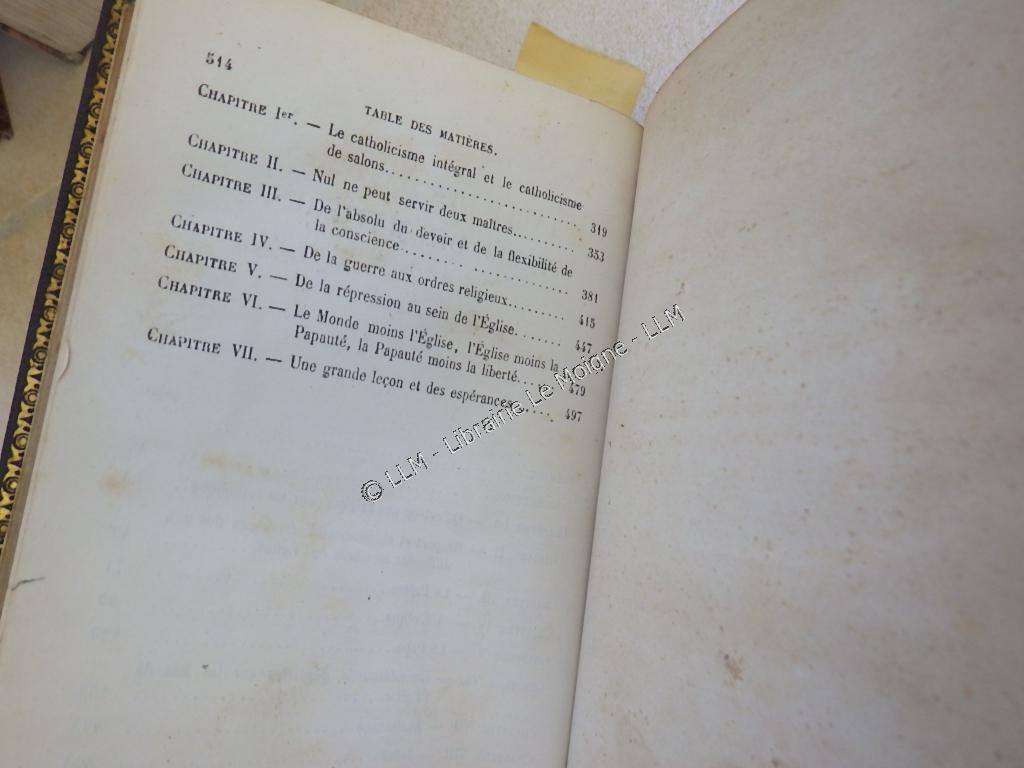 514
TABLE DES MATIÈRES.
CHAPITRE Ier. — Le catholicisme intégral et le catholicisme
de salons........................ 319
CHAPITRE II. — Nul ne peut servir deux maîtres.......... 353
CHAPITRE III. — De l'absolu du devoir et de la flexibilité de
la conscience........................ 381
CHAPITRE IV. — De la guerre aux ordres religieux......... 415
CHAPITRE V. — De la répression au sein de l'Église....... 447
CHAPITRE VI. — Le Monde moins l'Église, l'Église moins la
Papauté, la Papauté moins la liberté.... 479
CHAPITRE VII. — Une grande leçon et des espérances...... 497
© LLM - Librairie Le Moigne - LLM